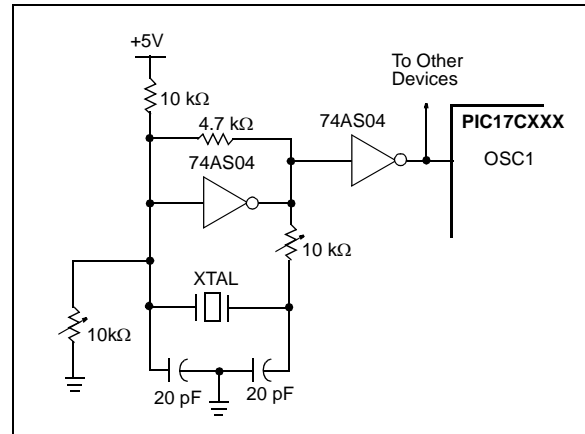 +5V
To Other
Devices
10 kΩ
4.7 kΩ
74AS04
PIC17CXXX
74AS04
OSC1
10 kΩ
XTAL
10kΩ
20 pF
20 pF